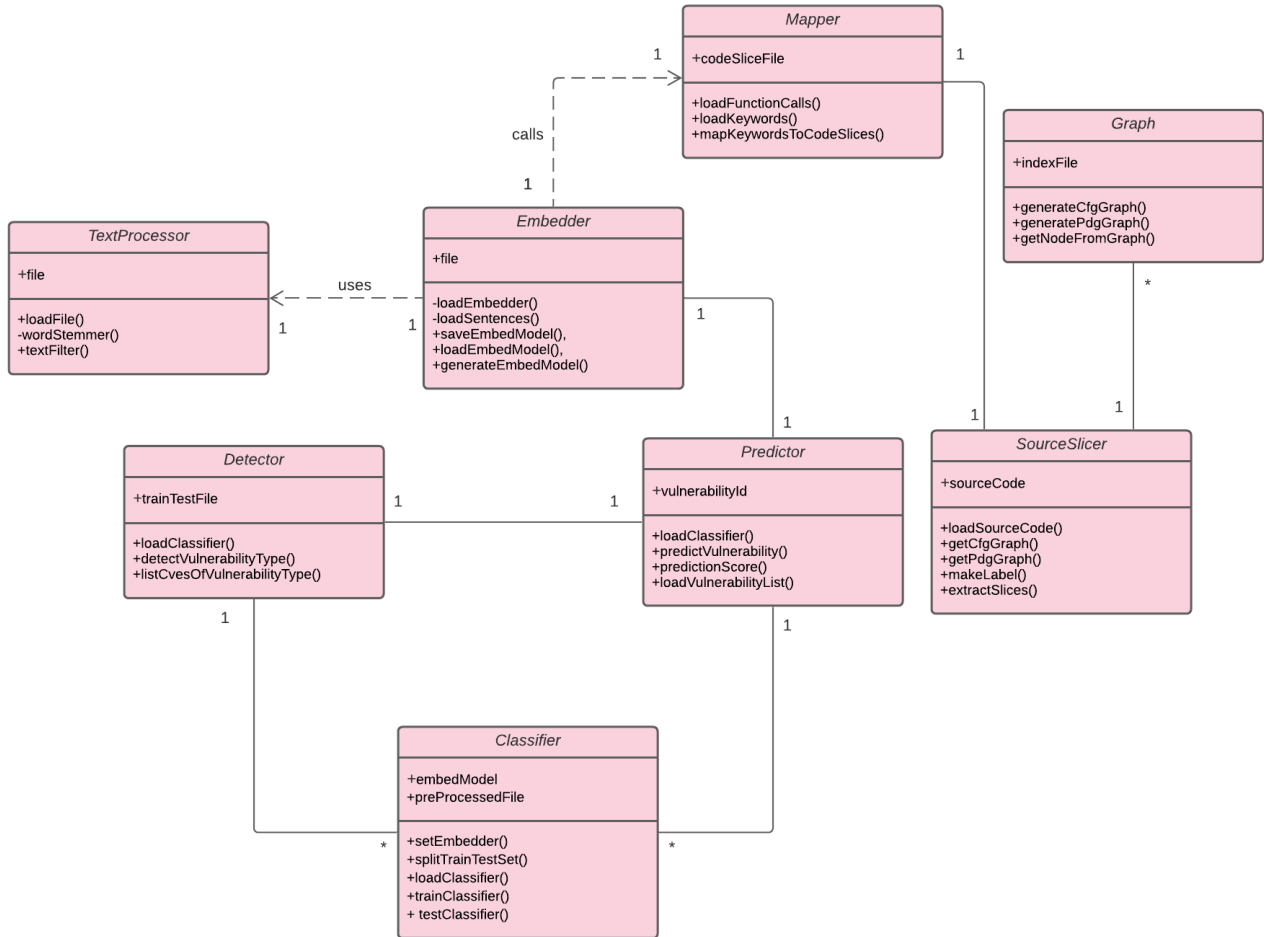 Mapper
+codeSliceFile
+loadFunctionCalls()
+loadKeywords()
+mapKeywordsToCodeSlices()
1
1
calls
1
Graph
+indexFile
+generateCfgGraph()
+generatePdgGraph()
+getNodeFromGraph()
*
1
1
TextProcessor
+file
+loadFile()
-wordStemmer()
+textFilter()
uses
1
1
Embedder
+file
-loadEmbedder()
-loadSentences()
+saveEmbedModel(),
+loadEmbedModel(),
+generateEmbedModel()
1
1
Detector
+trainTestFile
+loadClassifier()
+detectVulnerabilityType()
+listCvesOfVulnerabilityType()
1
1
Predictor
+vulnerabilityId
+loadClassifier()
+predictVulnerability()
+predictionScore()
+loadVulnerabilityList()
SourceSlicer
+sourceCode
+loadSourceCode()
+getCfgGraph()
+getPdgGraph()
+makeLabel()
+extractSlices()
1
1
Classifier
+embedModel
+preProcessedFile
+setEmbedder()
+splitTrainTestSet()
+loadClassifier()
+trainClassifier()
+ testClassifier()
*
*